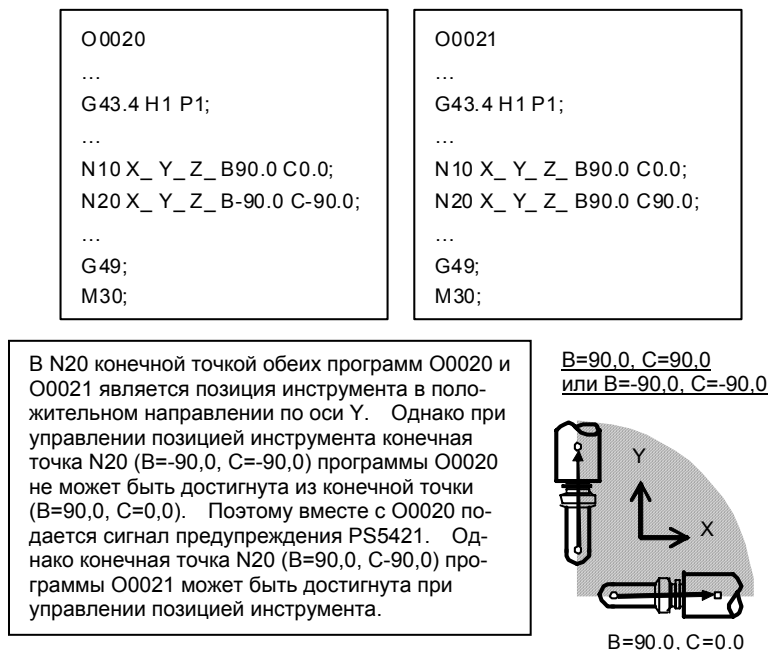 O0020
...
G43.4 H1 P1;
...
N10 X_ Y_ Z_ B90.0 C0.0;
N20 X_ Y_ Z_ B-90.0 C-90.0;
...
G49;
M30;
O0021
...
G43.4 H1 P1;
...
N10 X_ Y_ Z_ B90.0 C0.0;
N20 X_ Y_ Z_ B90.0 C90.0;
...
G49;
M30;
В N20 конечной точкой обеих программ O0020 и
O0021 является позиция инструмента в поло-
жительном направлении по оси Y. Однако при
управлении позицией инструмента конечная
точка N20 (B=-90,0, C=-90,0) программы O0020
не может быть достигнута из конечной точки
(B=90,0, C=0,0). Поэтому вместе с O0020 по-
дается сигнал предупреждения PS5421. Од-
нако конечная точка N20 (B=90,0, C-90,0) про-
граммы O0021 может быть достигнута при
управлении позицией инструмента.
B=90,0, C=90,0
или B=-90,0, C=-90,0
Y
X
B=90.0, C=0.0